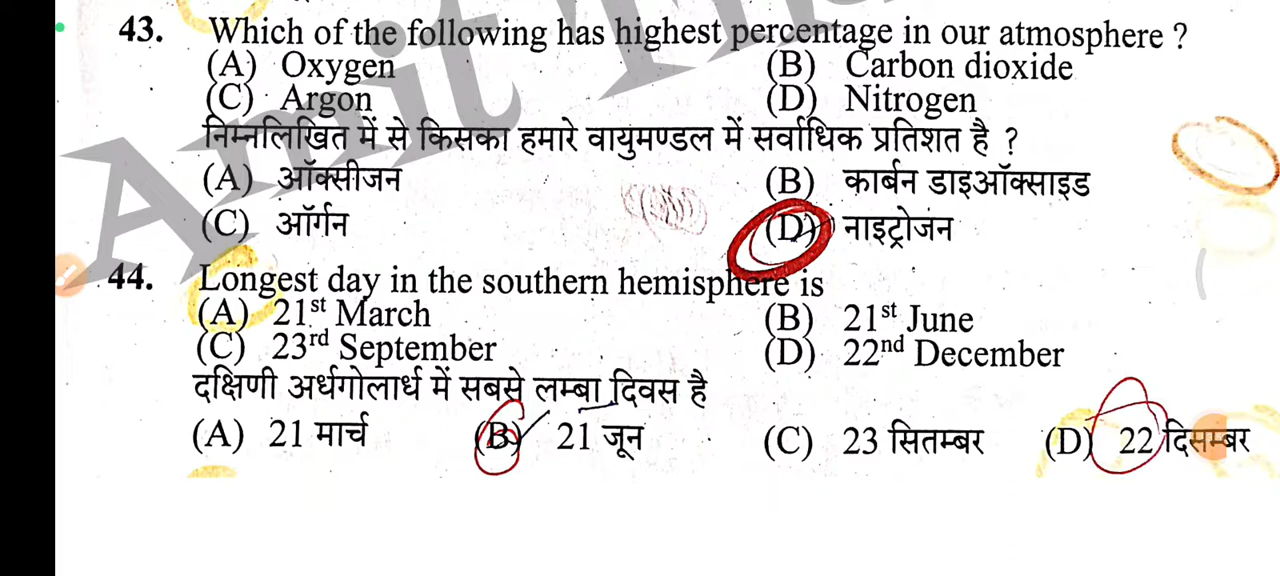 43. Which of the following has highest percentage in our atmosphere ?
(A) Oxygen (B) Carbon dioxide
(C) Argon (D) Nitrogen
निम्नलिखित में से किसका हमारे वायुमण्डल में सर्वाधिक प्रतिशत है ?
(A) ऑक्सीजन (B) कार्बन डाइऑक्साइड
(C) ऑर्गन (D) नाइट्रोजन
44. Longest day in the southern hemisphere is
(A) 21st March (B) 21st June
(C) 23rd September (D) 22nd December
दक्षिणी अर्धगोलार्ध में सबसे लम्बा दिवस है
(A) 21 मार्च (B) 21 जून (C) 23 सितम्बर (D) 22 दिसम्बर